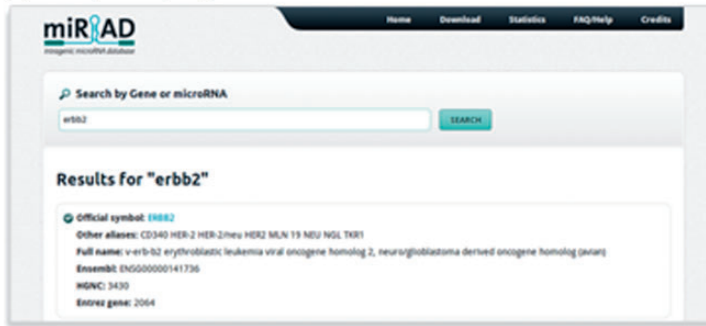 miRIAD
Home Download Statistics FAQ/Help Credits
intragenic microRNA database
Search by Gene or microRNA
erbb2
SEARCH
Results for "erbb2"
Official symbol: ERBB2
Other aliases: CD340 HER-2 HER-2/neu HER2 MLN 19 NEU NGL TKR1
Full name: v-erb-b2 erythroblastic leukemia viral oncogene homolog 2, neuro/glioblastoma derived oncogene homolog (avian)
Ensembl: ENSG00000141736
HGNC: 3430
Entrez gene: 2064